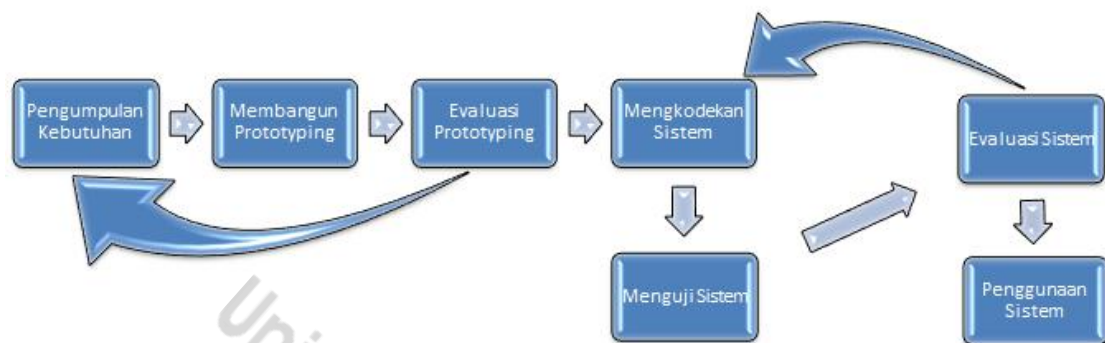 Pengumpulan
Kebutuhan
Membangun
Prototyping
Evaluasi
Prototyping
Mengkodekan
Sistem
Evaluasi Sistem
Menguji Sistem
Penggunaan
Sistem